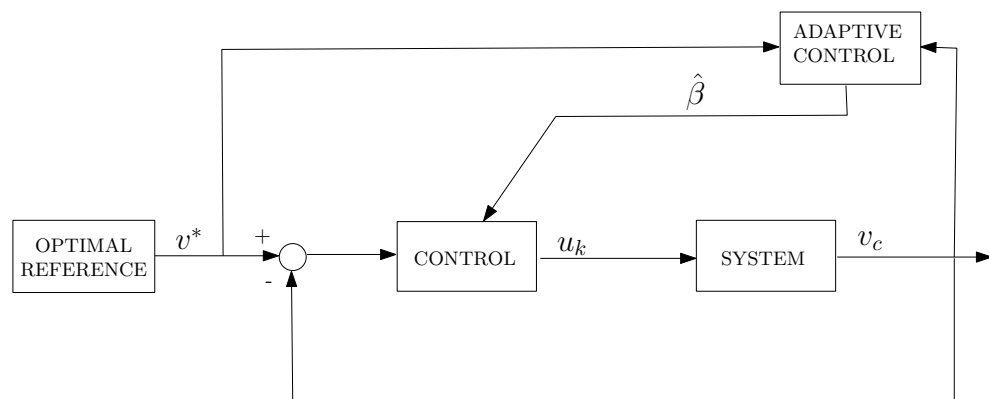 ADAPTIVE
CONTROL
β̂
OPTIMAL
REFERENCE
v*
+
-
CONTROL
u_k
SYSTEM
v_c